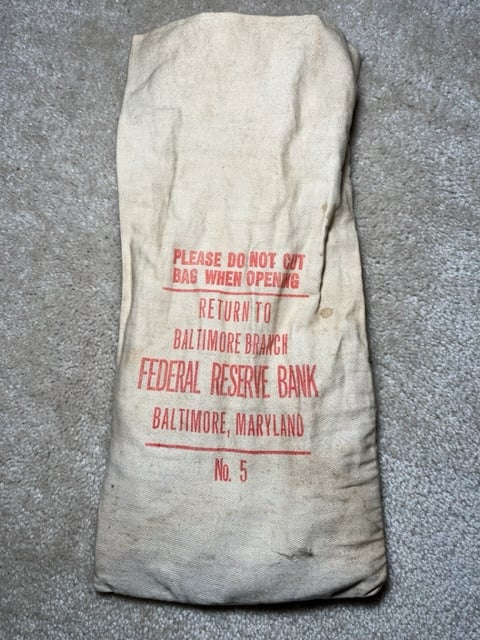 PLEASE DO NOT CUT
BAG WHEN OPENING
RETURN TO
BALTIMORE BRANCH
FEDERAL RESERVE BANK
BALTIMORE, MARYLAND
No. 5